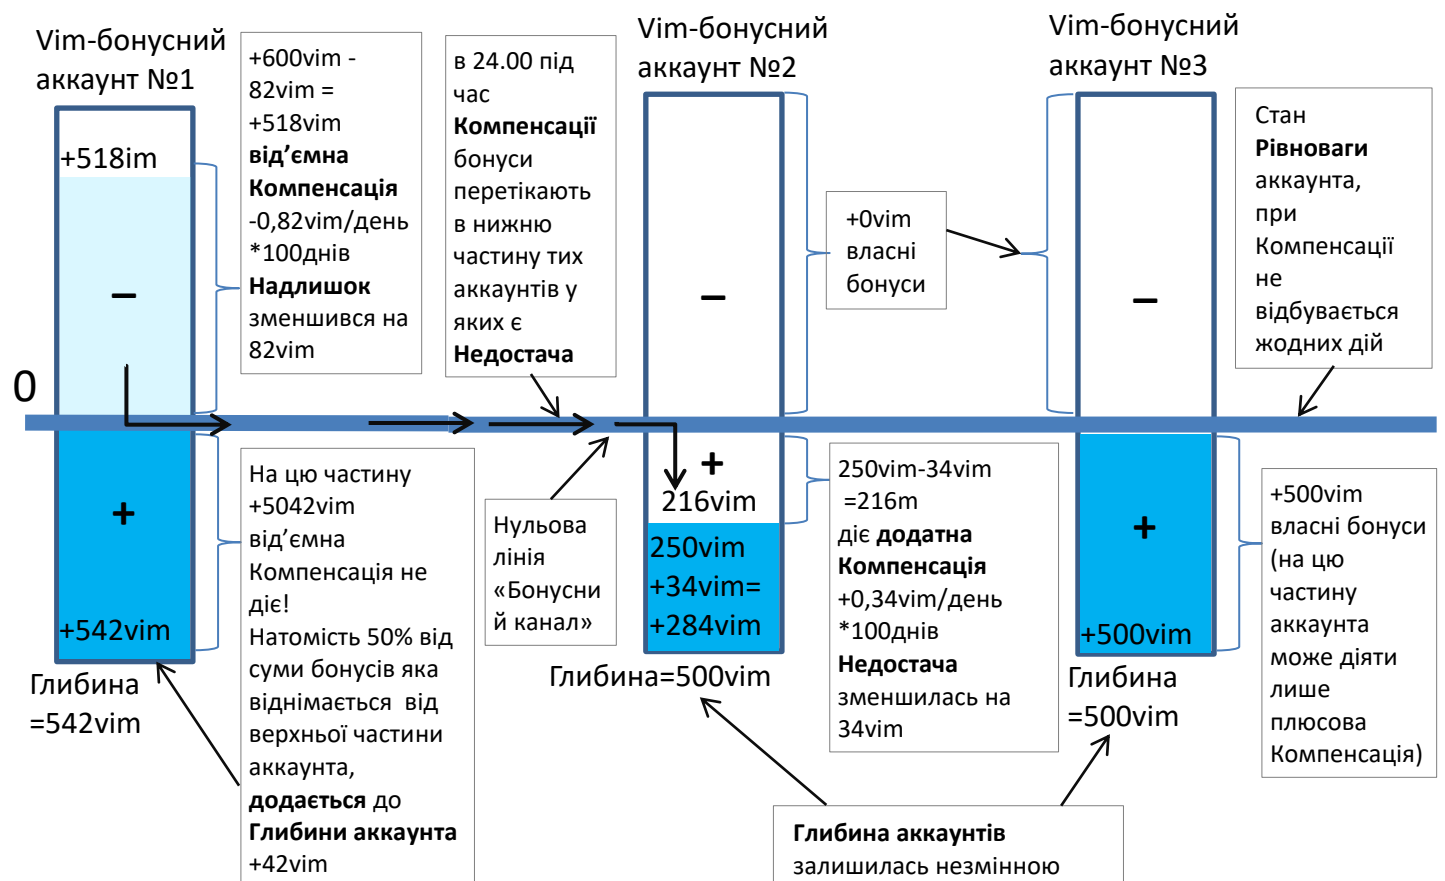 Vim-бонусний
аккаунт №1
+518im
–
0
+
+542vim
Глибина
=542vim
+600vim -
82vim =
+518vim
від’ємна
Компенсація
-0,82vim/день
*100днів
Надлишок
зменшився на
82vim
На цю частину
+5042vim
від’ємна
Компенсація не
діє!
Натомість 50% від
суми бонусів яка
віднімається від
верхньої частини
аккаунта,
додається до
Глибини аккаунта
+42vim
в 24.00 під
час
Компенсації
бонуси
перетікають
в нижню
частину тих
аккаунтів у
яких є
Недостача
Нульова
лінія
«Бонусни
й канал»
Vim-бонусний
аккаунт №2
–
+
216vim
250vim
+34vim=
+284vim
Глибина=500vim
+0vim
власні
бонуси
250vim-34vim
=216m
діє додатна
Компенсація
+0,34vim/день
*100днів
Недостача
зменшилась на
34vim
Глибина аккаунтів
залишилась незмінною
Vim-бонусний
аккаунт №3
–
+
+500vim
Глибина
=500vim
Стан
Рівноваги
аккаунта,
при
Компенсації
не
відбувається
жодних дій
+500vim
власні бонуси
(на цю
частину
аккаунта
може діяти
лише
плюсова
Компенсація)